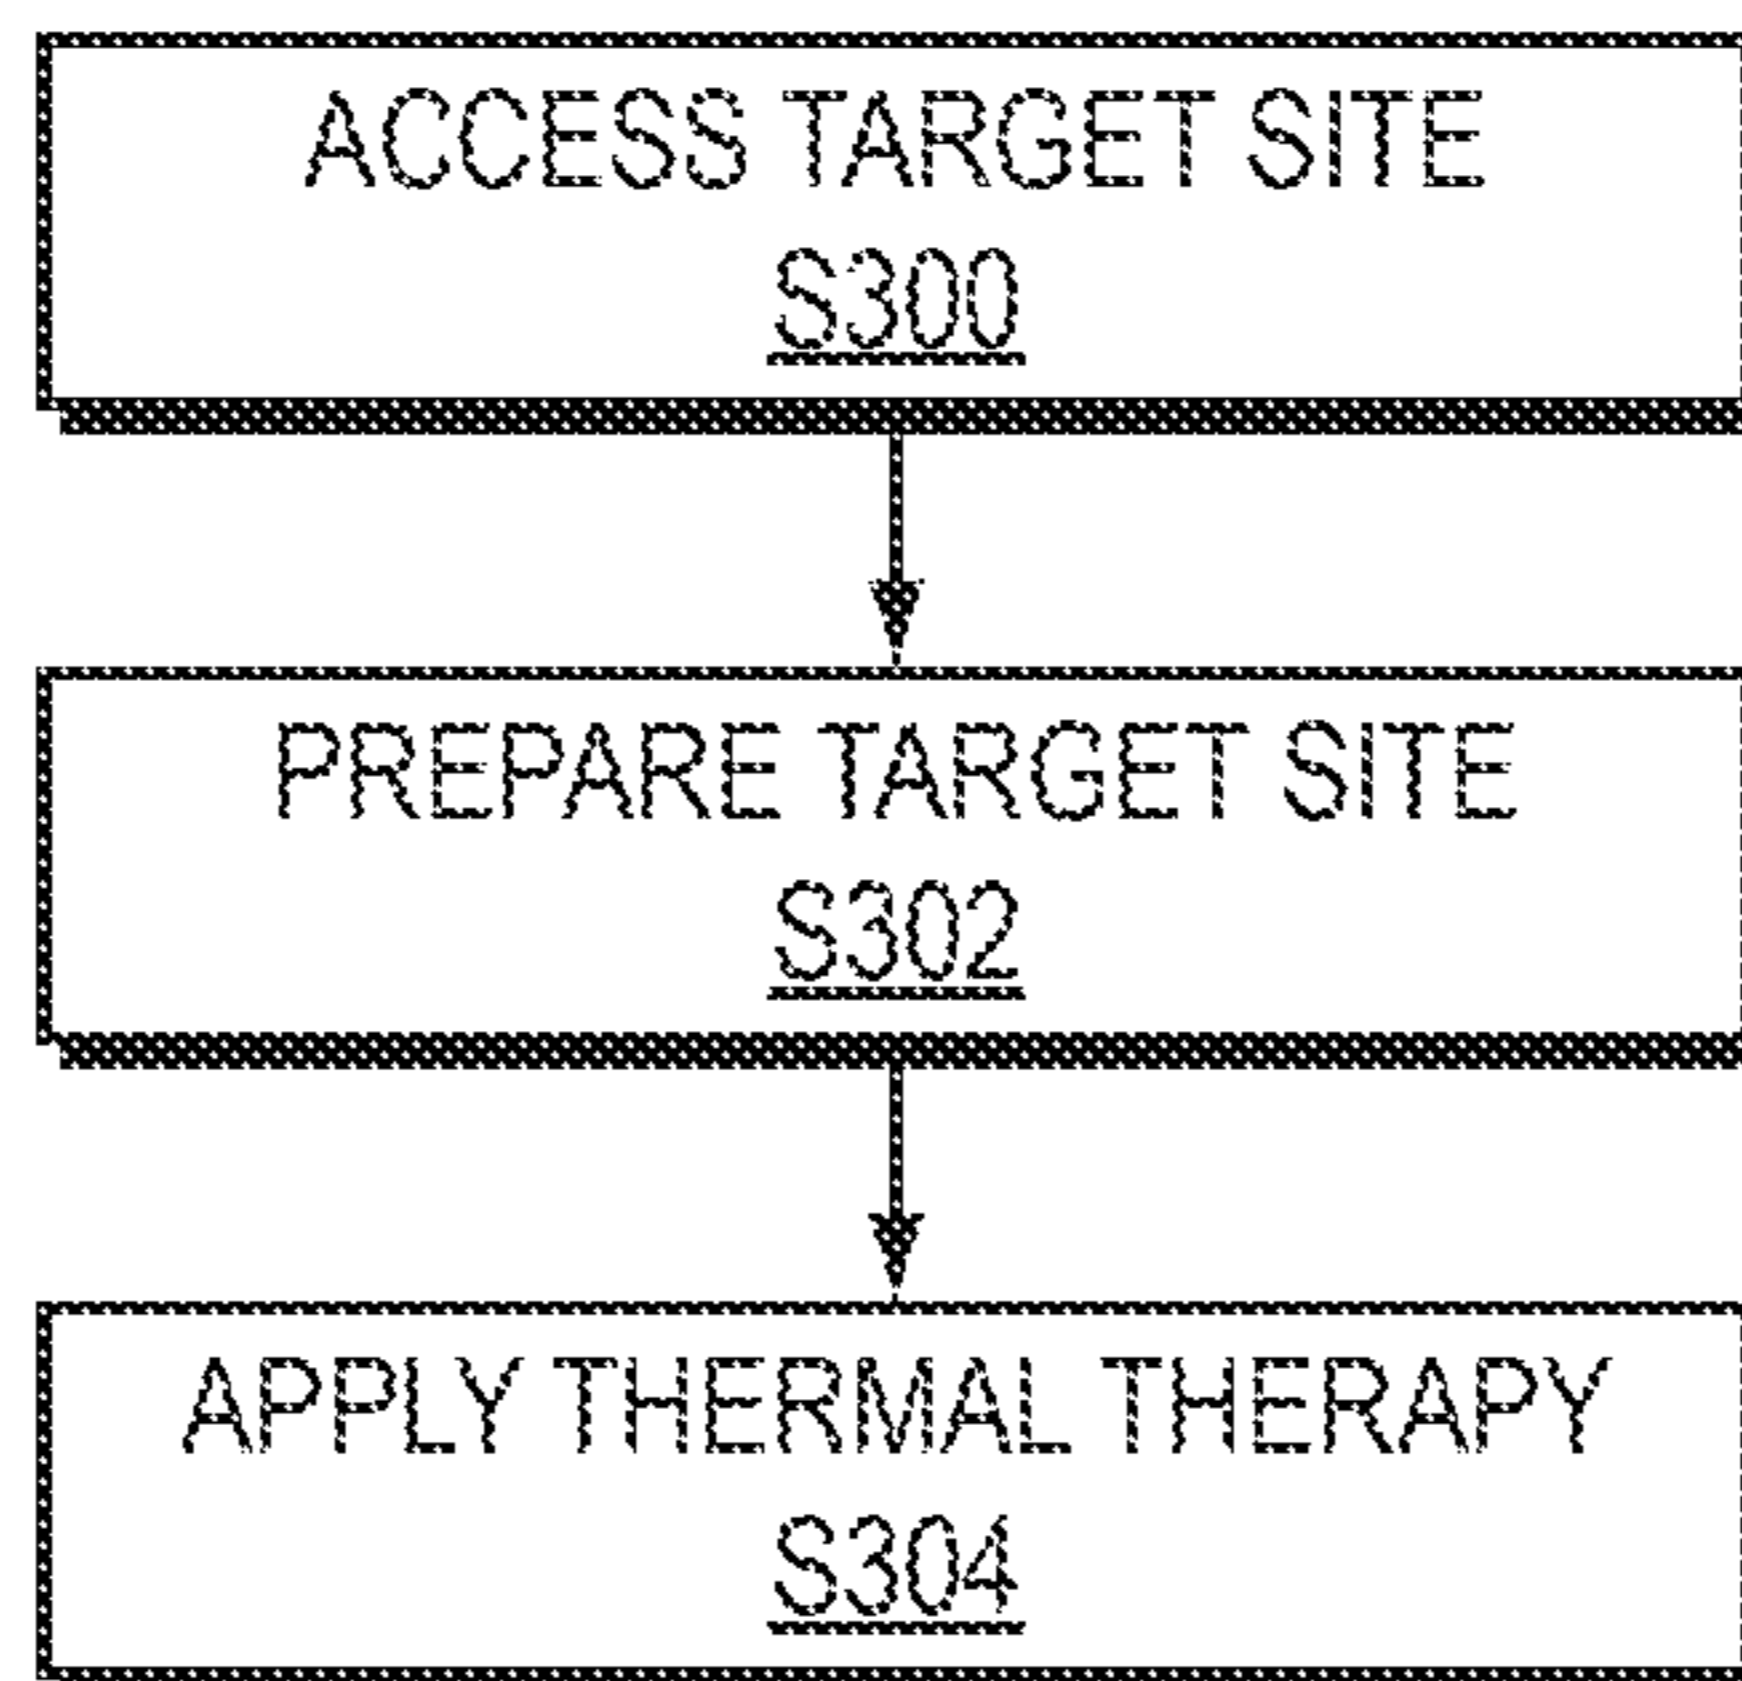 ACCESS TARGET SITE
S300
PREPARE TARGET SITE
S302
APPLY THERMAL THERAPY
S304